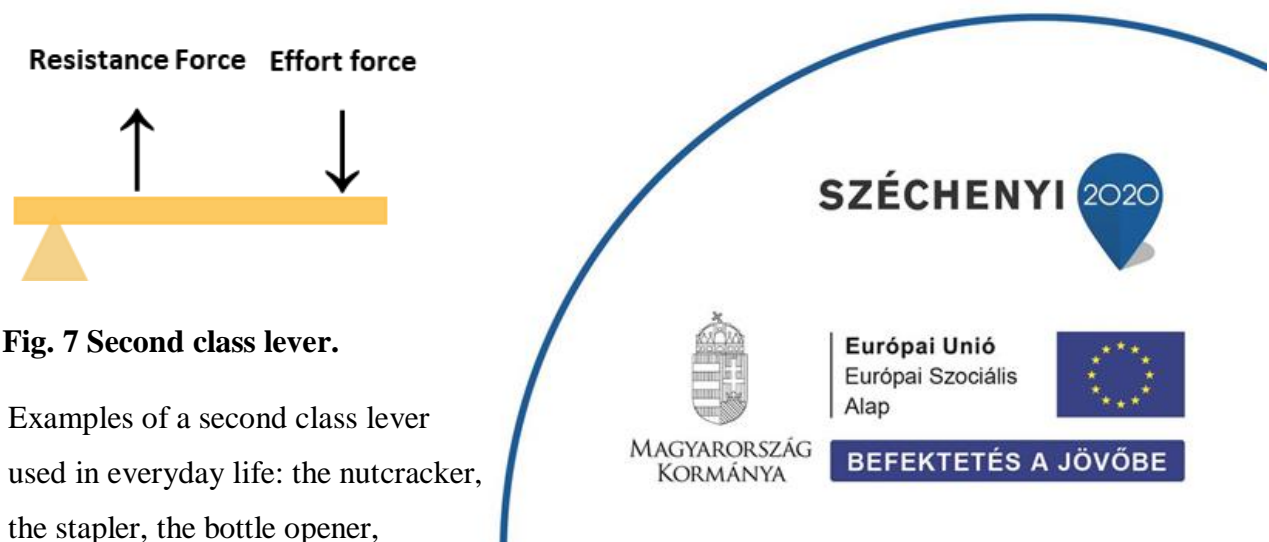 Resistance Force Effort force
Fig. 7 Second class lever.
Examples of a second class lever
used in everyday life: the nutcracker,
the stapler, the bottle opener,
SZÉCHENYI 2020
MAGYARORSZÁG
KORMÁNYA
Európai Unió
Európai Szociális
Alap
BEFEKTETÉS A JÖVŐBE